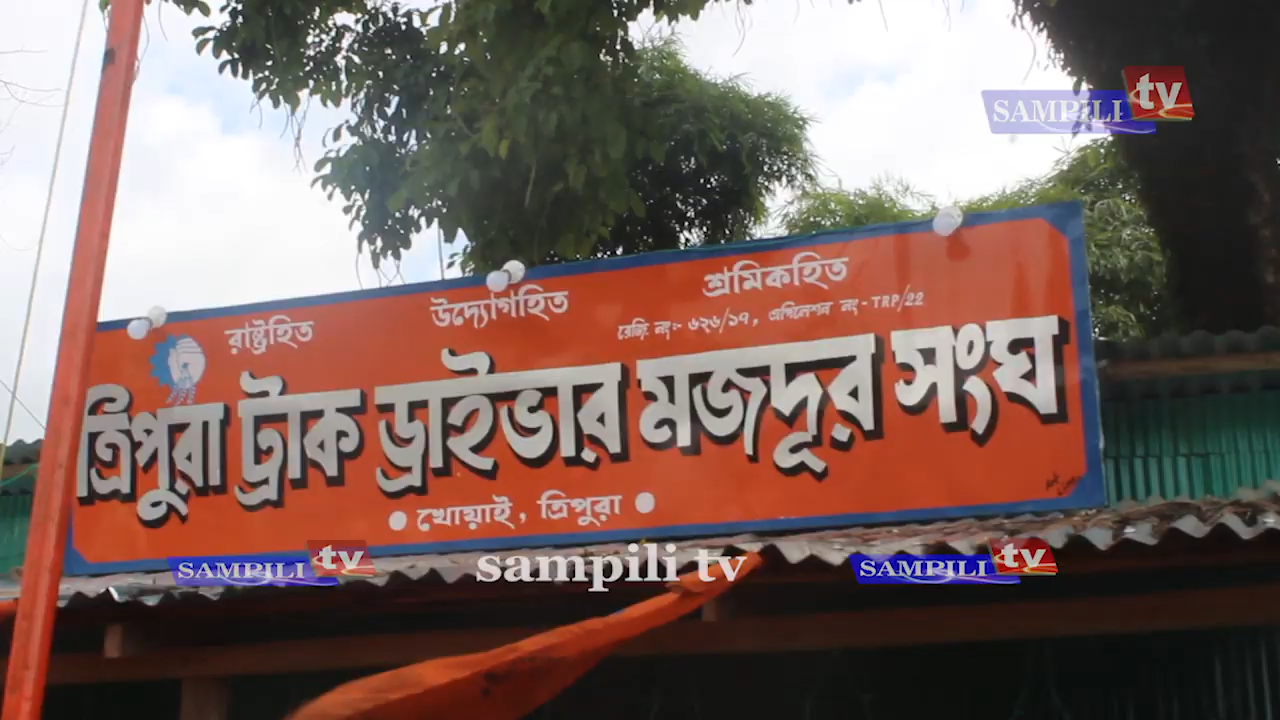 SAMPILI tv
রাষ্ট্রহিত উদ্যোগহিত শ্রমিকহিত
রেজি: নং:- ৬২৬/১৭, এপিলেশন নং - TRP/22
ত্রিপুরা ট্রাক ড্রাইভার মজদূর সংঘ
খোয়াই, ত্রিপুরা
SAMPILI tv sampili tv SAMPILI tv